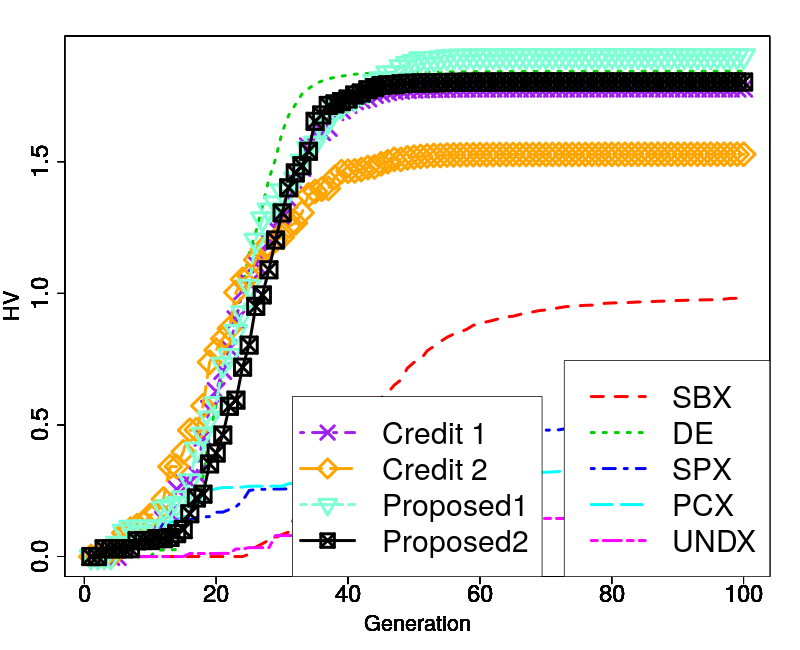 HV
1.5
1.0
0.5
0.0
Credit 1
Credit 2
Proposed1
Proposed2
SBX
DE
SPX
PCX
UNDX
0 20 40 60 80 100
Generation